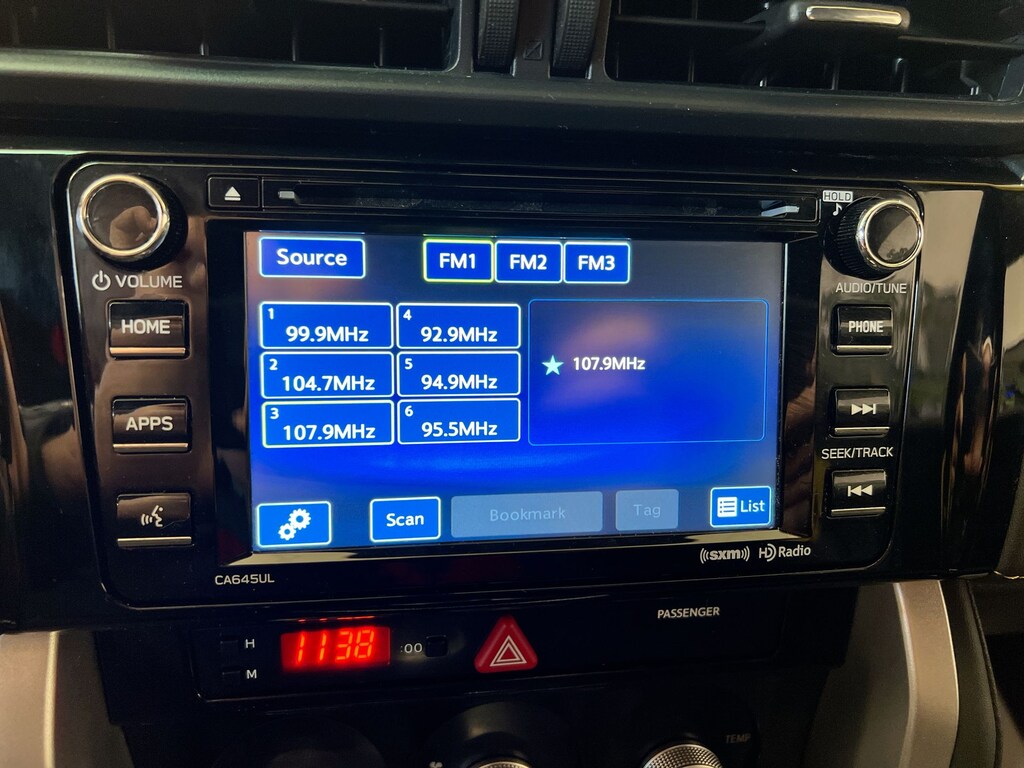 HOLD
VOLUME
AUDIO/TUNE
HOME
APPS
PHONE
SEEK/TRACK
Source
FM1 FM2 FM3
1 99.9MHz
4 92.9MHz
2 104.7MHz
5 94.9MHz
3 107.9MHz
6 95.5MHz
107.9MHz
Scan
Bookmark
Tag
List
((sxm)) HD Radio
CA645UL
PASSENGER
H
M
1138
:00
TEMP